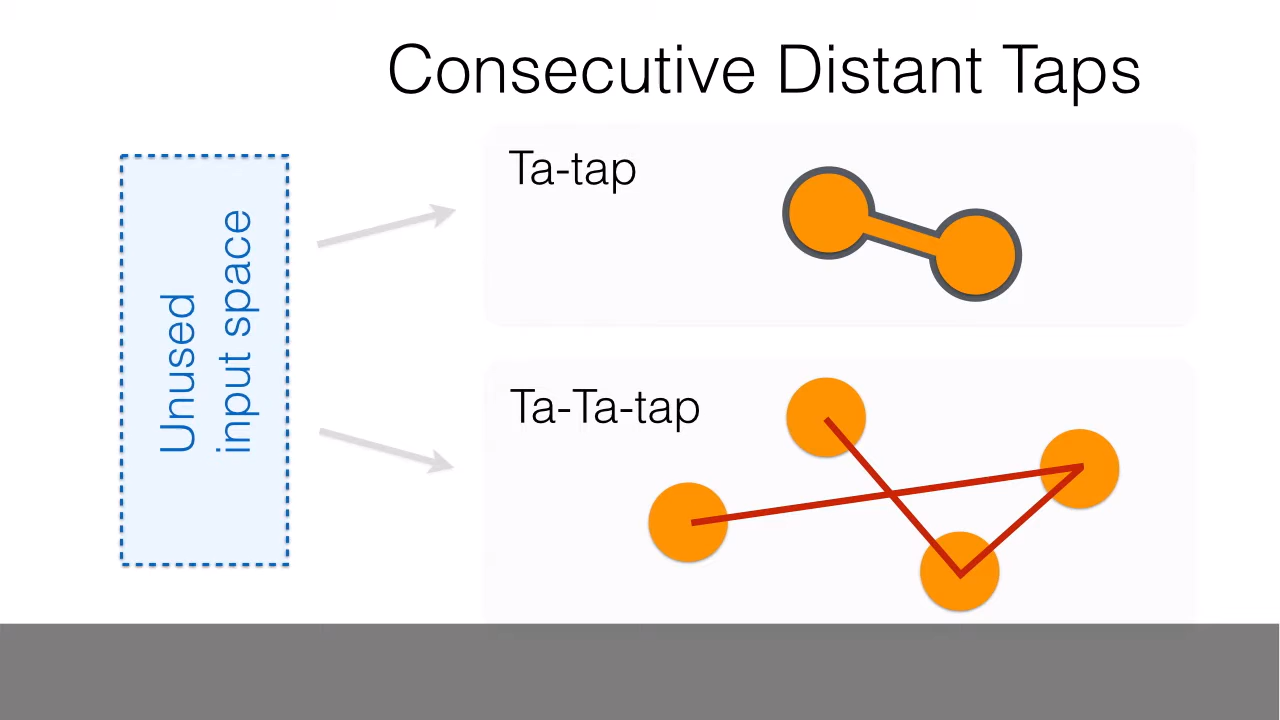 Consecutive Distant Taps
Unused
input space
Ta-tap
Ta-Ta-tap